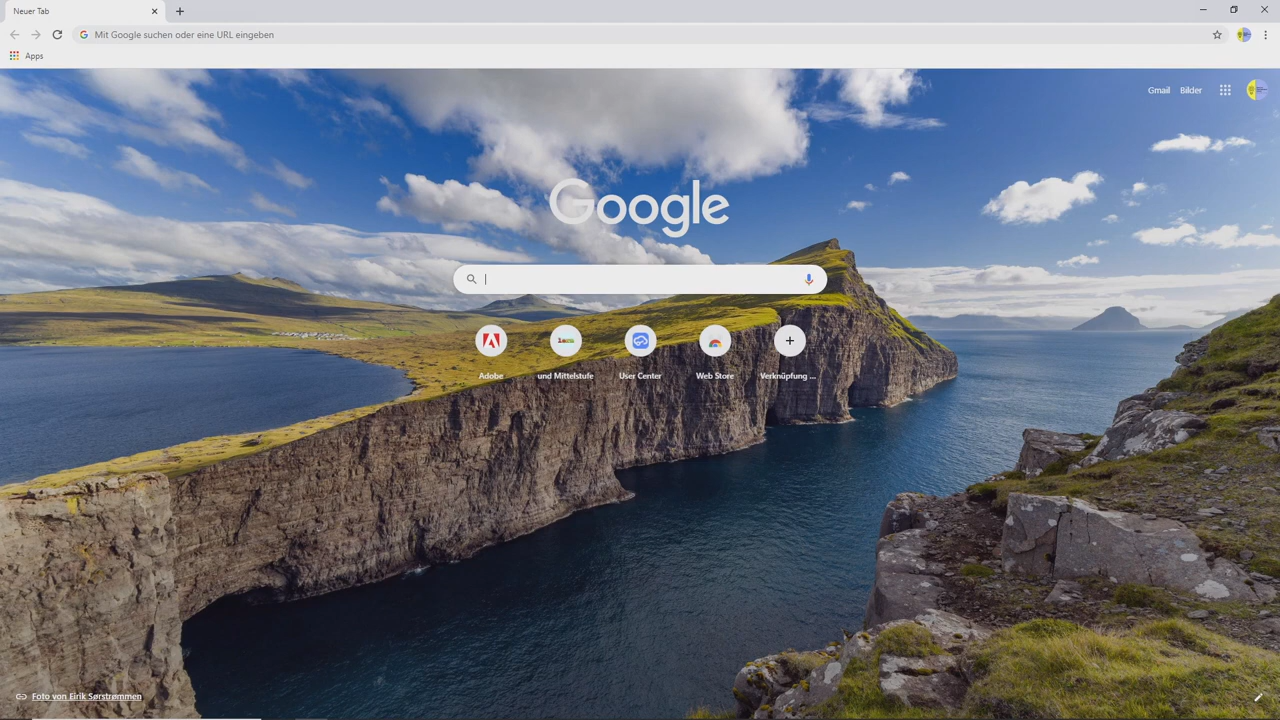 Neuer Tab
Mit Google suchen oder eine URL eingeben
Apps
Gmail Bilder
Google
Adobe und Mittelstufe User Center Web Store Verknüpfung ...
Foto von Eirik Sørstrømmen